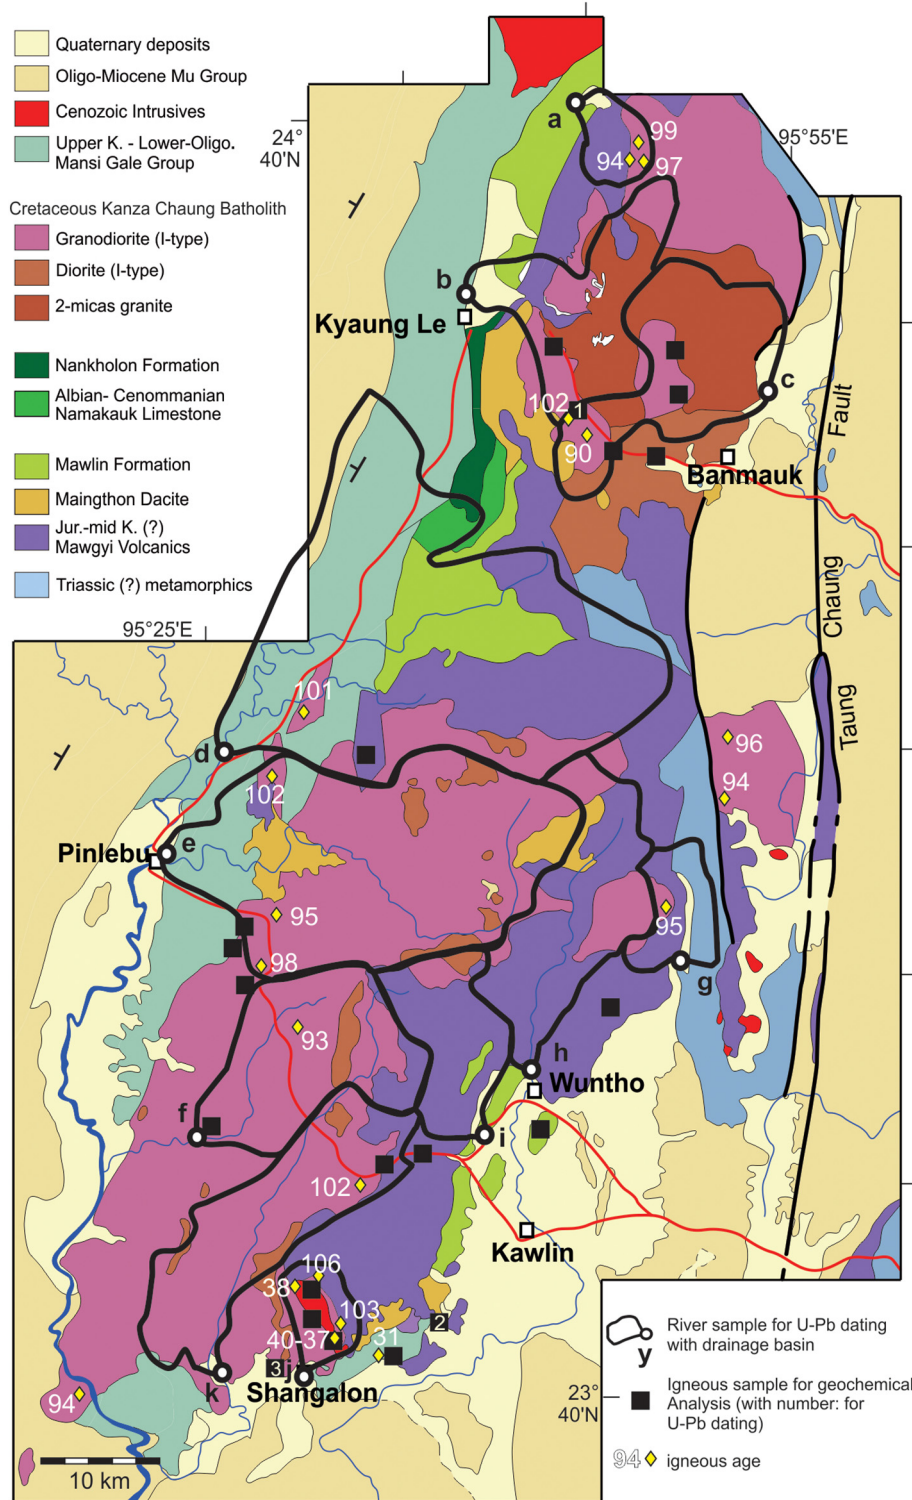 Quaternary deposits
Oligo-Miocene Mu Group
Cenozoic Intrusives
Upper K. - Lower-Oligo.
Mansi Gale Group
Cretaceous Kanza Chaung Batholith
Granodiorite (I-type)
Diorite (I-type)
2-micas granite
Nankholon Formation
Albian- Cenommanian
Namakauk Limestone
Mawlin Formation
Maingthon Dacite
Jur.-mid K. (?)
Mawgyi Volcanics
Triassic (?) metamorphics
24°
40'N
95°55'E
a
99
94
97
b
Kyaung Le
c
102
1
90
Banmauk
Fault
Chaung
Taung
95°25'E
101
d
96
102
94
Pinlebu
e
95
95
98
g
93
h
Wuntho
f
i
102
Kawlin
106
38
103
40-37
31
2
3
j
k
Shangalon
94
23°
40'N
10 km
River sample for U-Pb dating
with drainage basin
y
Igneous sample for geochemical
Analysis (with number: for
U-Pb dating)
94
igneous age